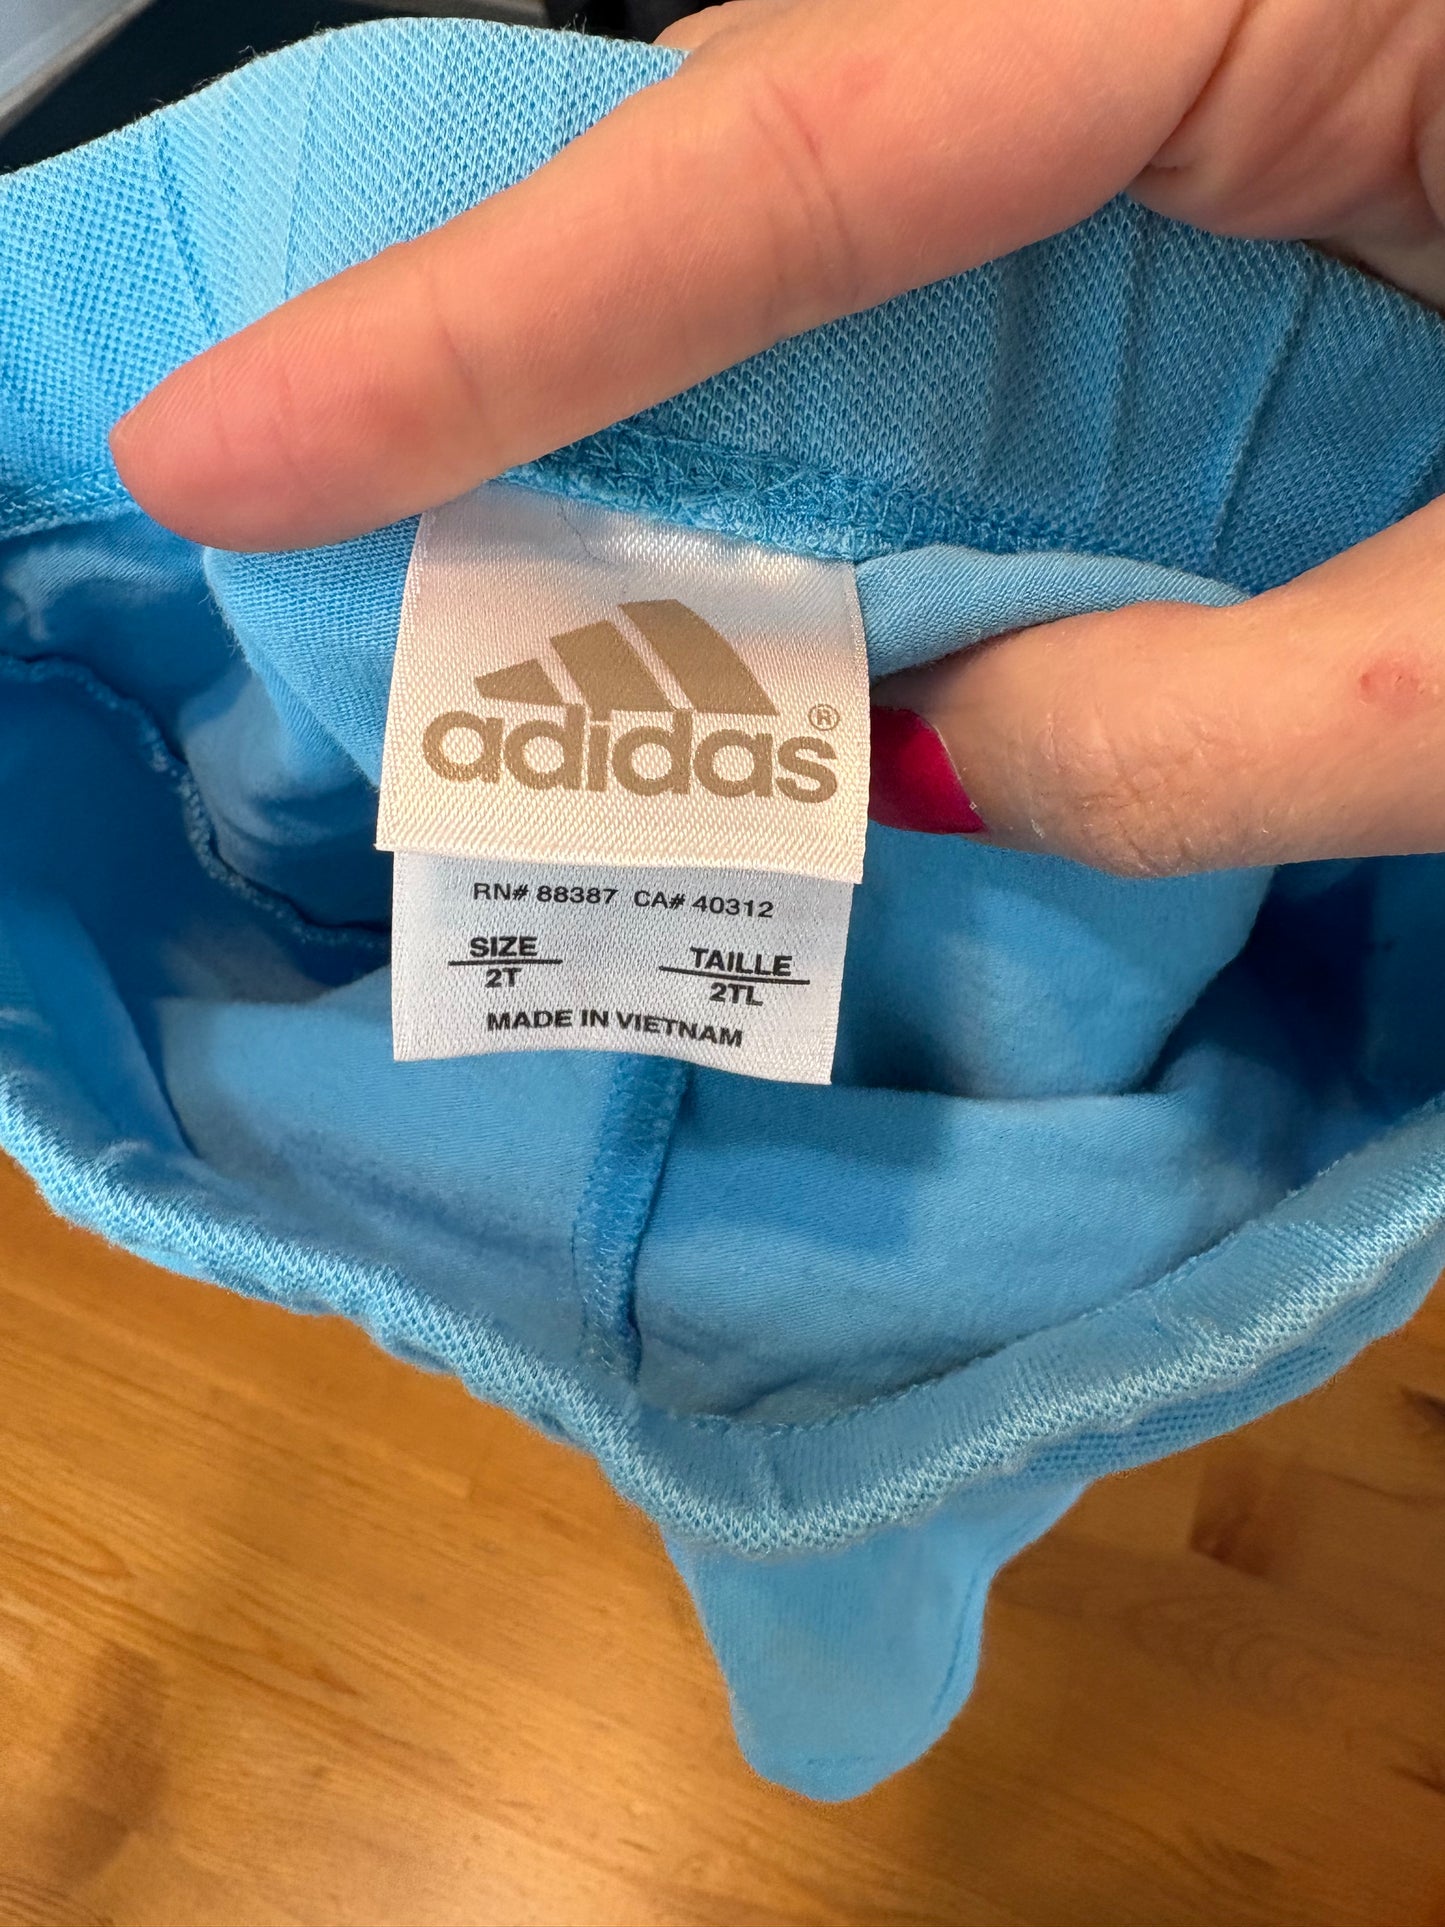 adidas®
RN# 88387 CA# 40312
SIZE TAILLE
2T 2TL
MADE IN VIETNAM